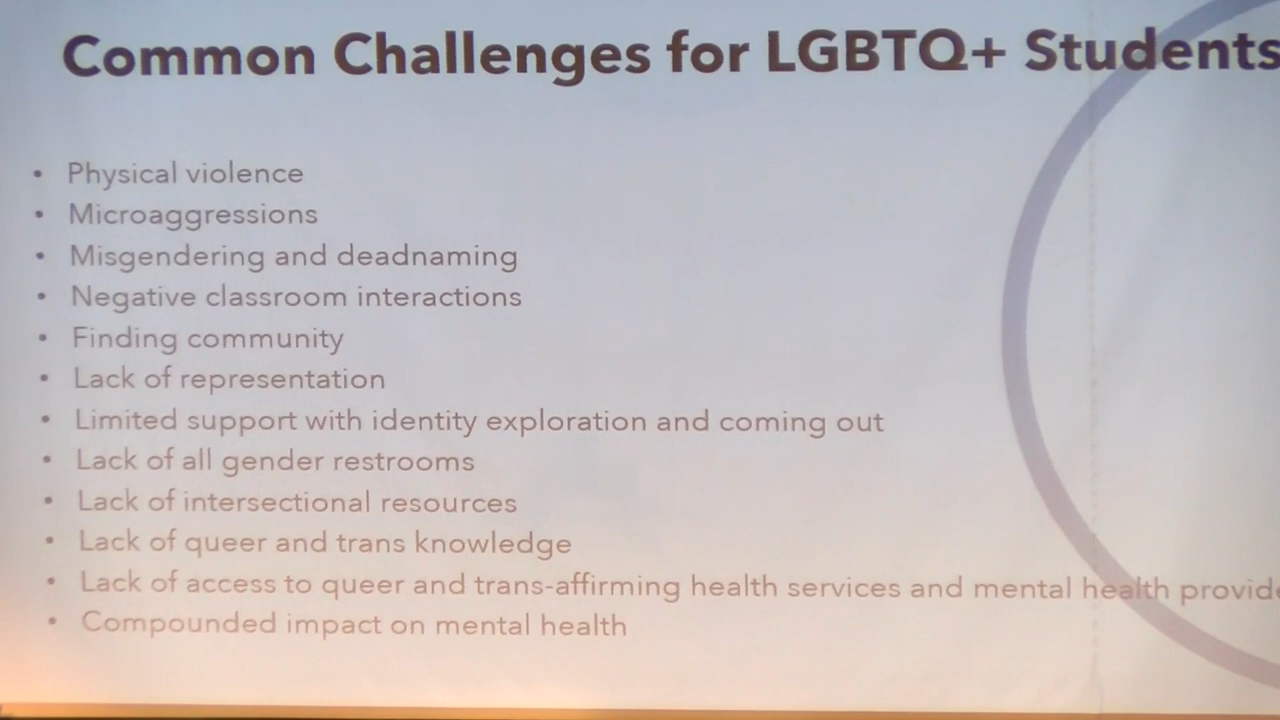 Common Challenges for LGBTQ+ Students
• Physical violence
• Microaggressions
• Misgendering and deadnaming
• Negative classroom interactions
• Finding community
• Lack of representation
• Limited support with identity exploration and coming out
• Lack of all gender restrooms
• Lack of intersectional resources
• Lack of queer and trans knowledge
• Lack of access to queer and trans-affirming health services and mental health
• Compounded impact on mental health